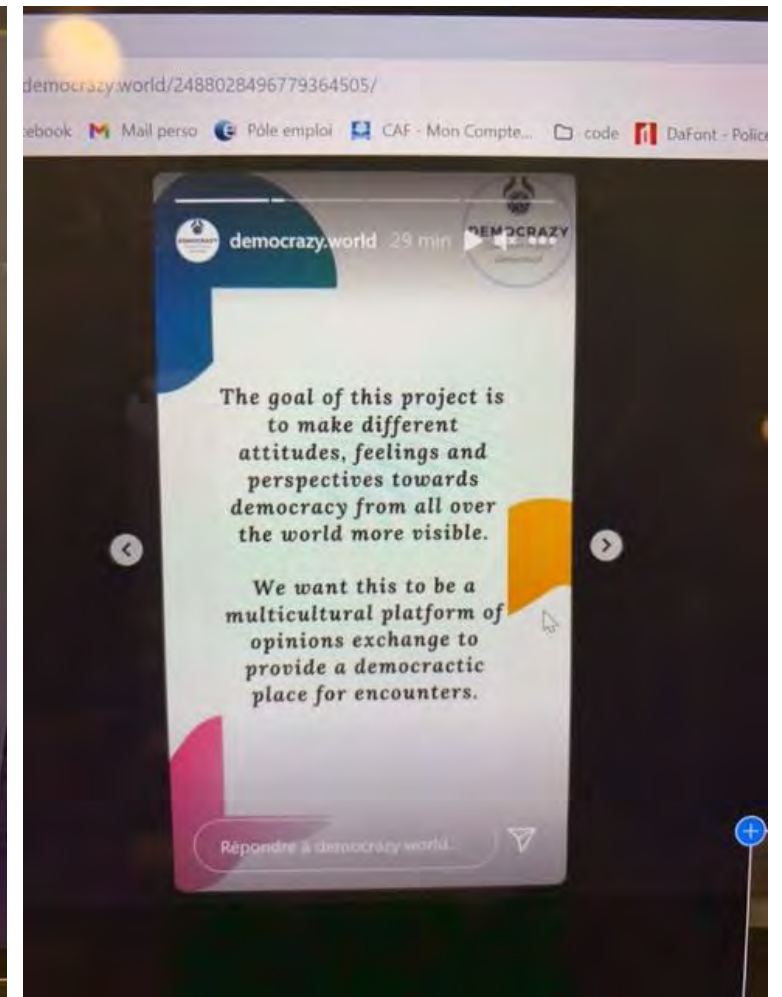 democrazy.world/2488028496779364505/
ebook Mail perso Pôle emploi CAF - Mon Compte... code DaFont - Police
DEMOCRAZY
democrazy.world 29 min
The goal of this project is
to make different
attitudes, feelings and
perspectives towards
democracy from all over
the world more visible.
We want this to be a
multicultural platform of
opinions exchange to
provide a democractic
place for encounters.
Répondre à democrazy.world...